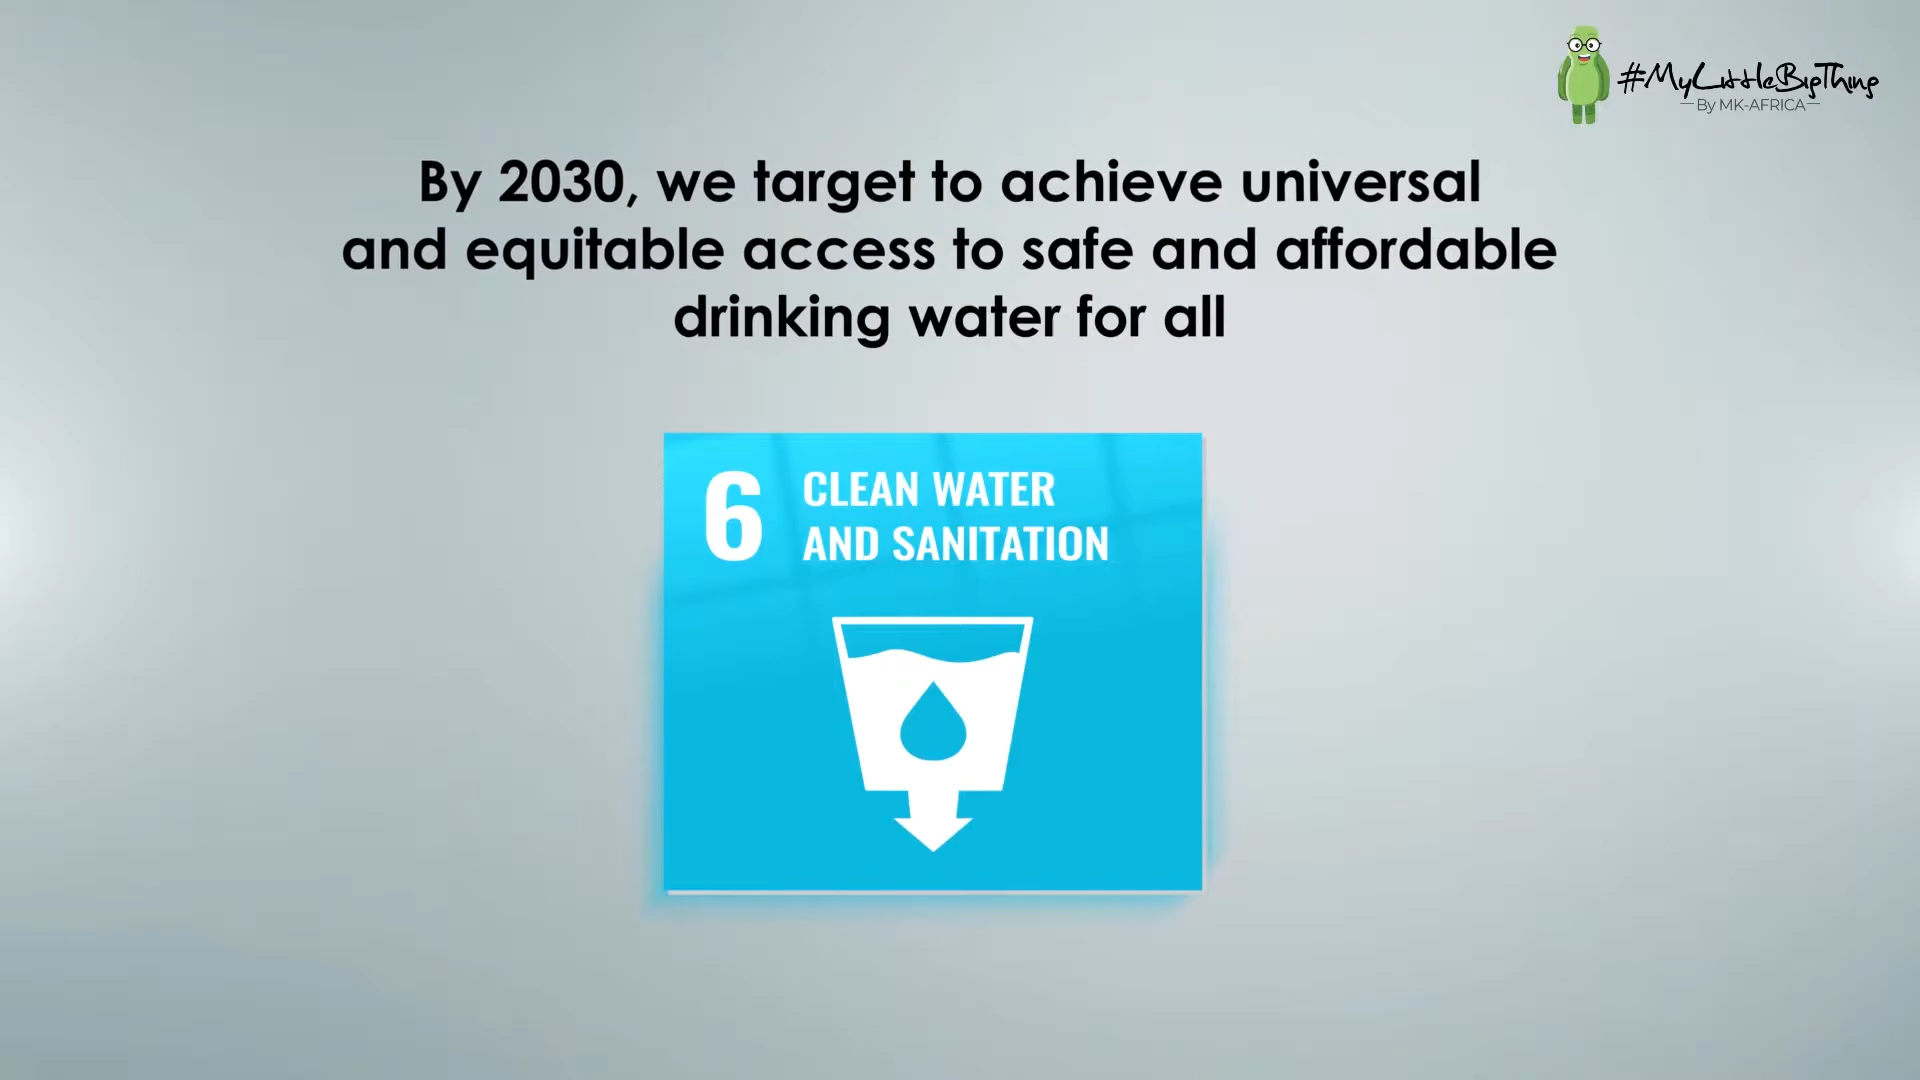 #MyLittleBigThing
By MK-AFRICA
By 2030, we target to achieve universal
and equitable access to safe and affordable
drinking water for all
6 CLEAN WATER
AND SANITATION